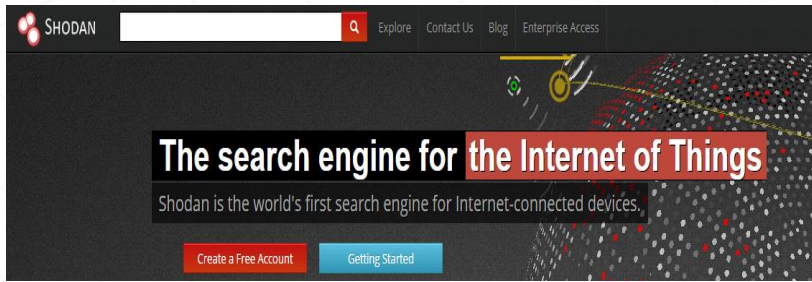 SHODAN
Explore Contact Us Blog Enterprise Access
The search engine for the Internet of Things
Shodan is the world's first search engine for Internet-connected devices.
Create a Free Account Getting Started